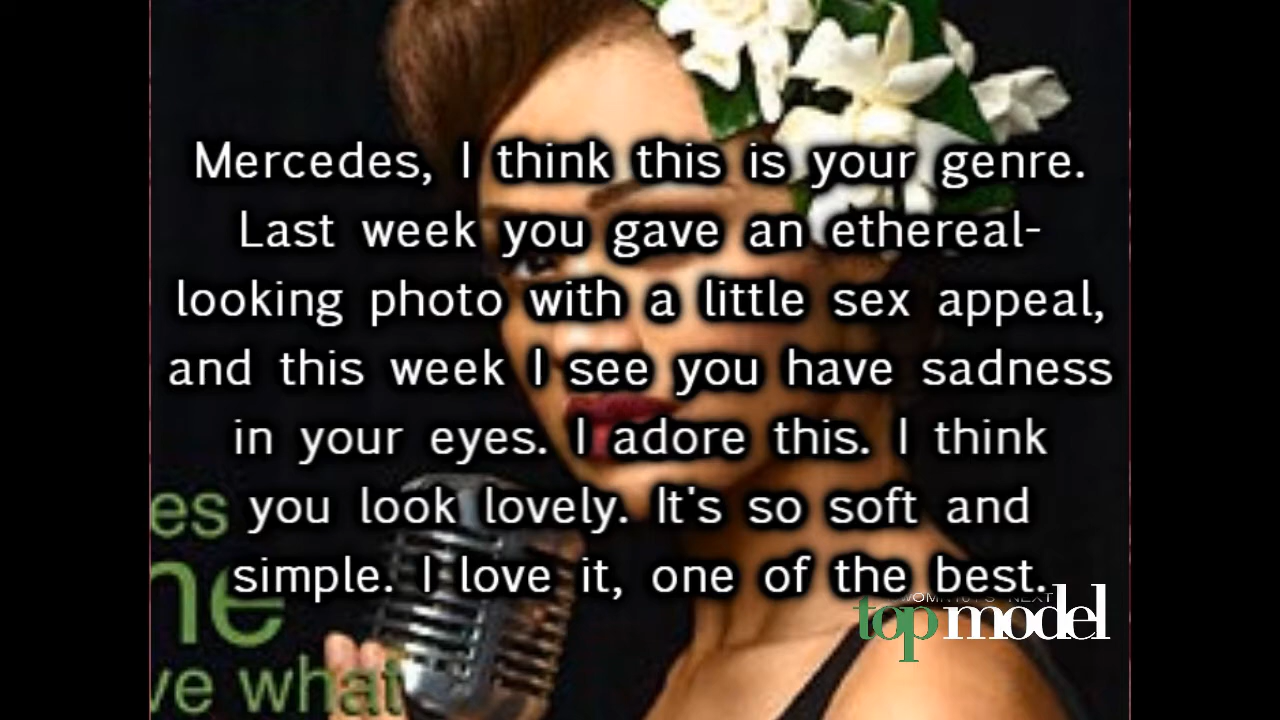 Mercedes, I think this is your genre.
Last week you gave an ethereal-
looking photo with a little sex appeal,
and this week I see you have sadness
in your eyes. I adore this. I think
you look lovely. It's so soft and
simple. I love it, one of the best.
es
ne
ve what
NEXT
top model